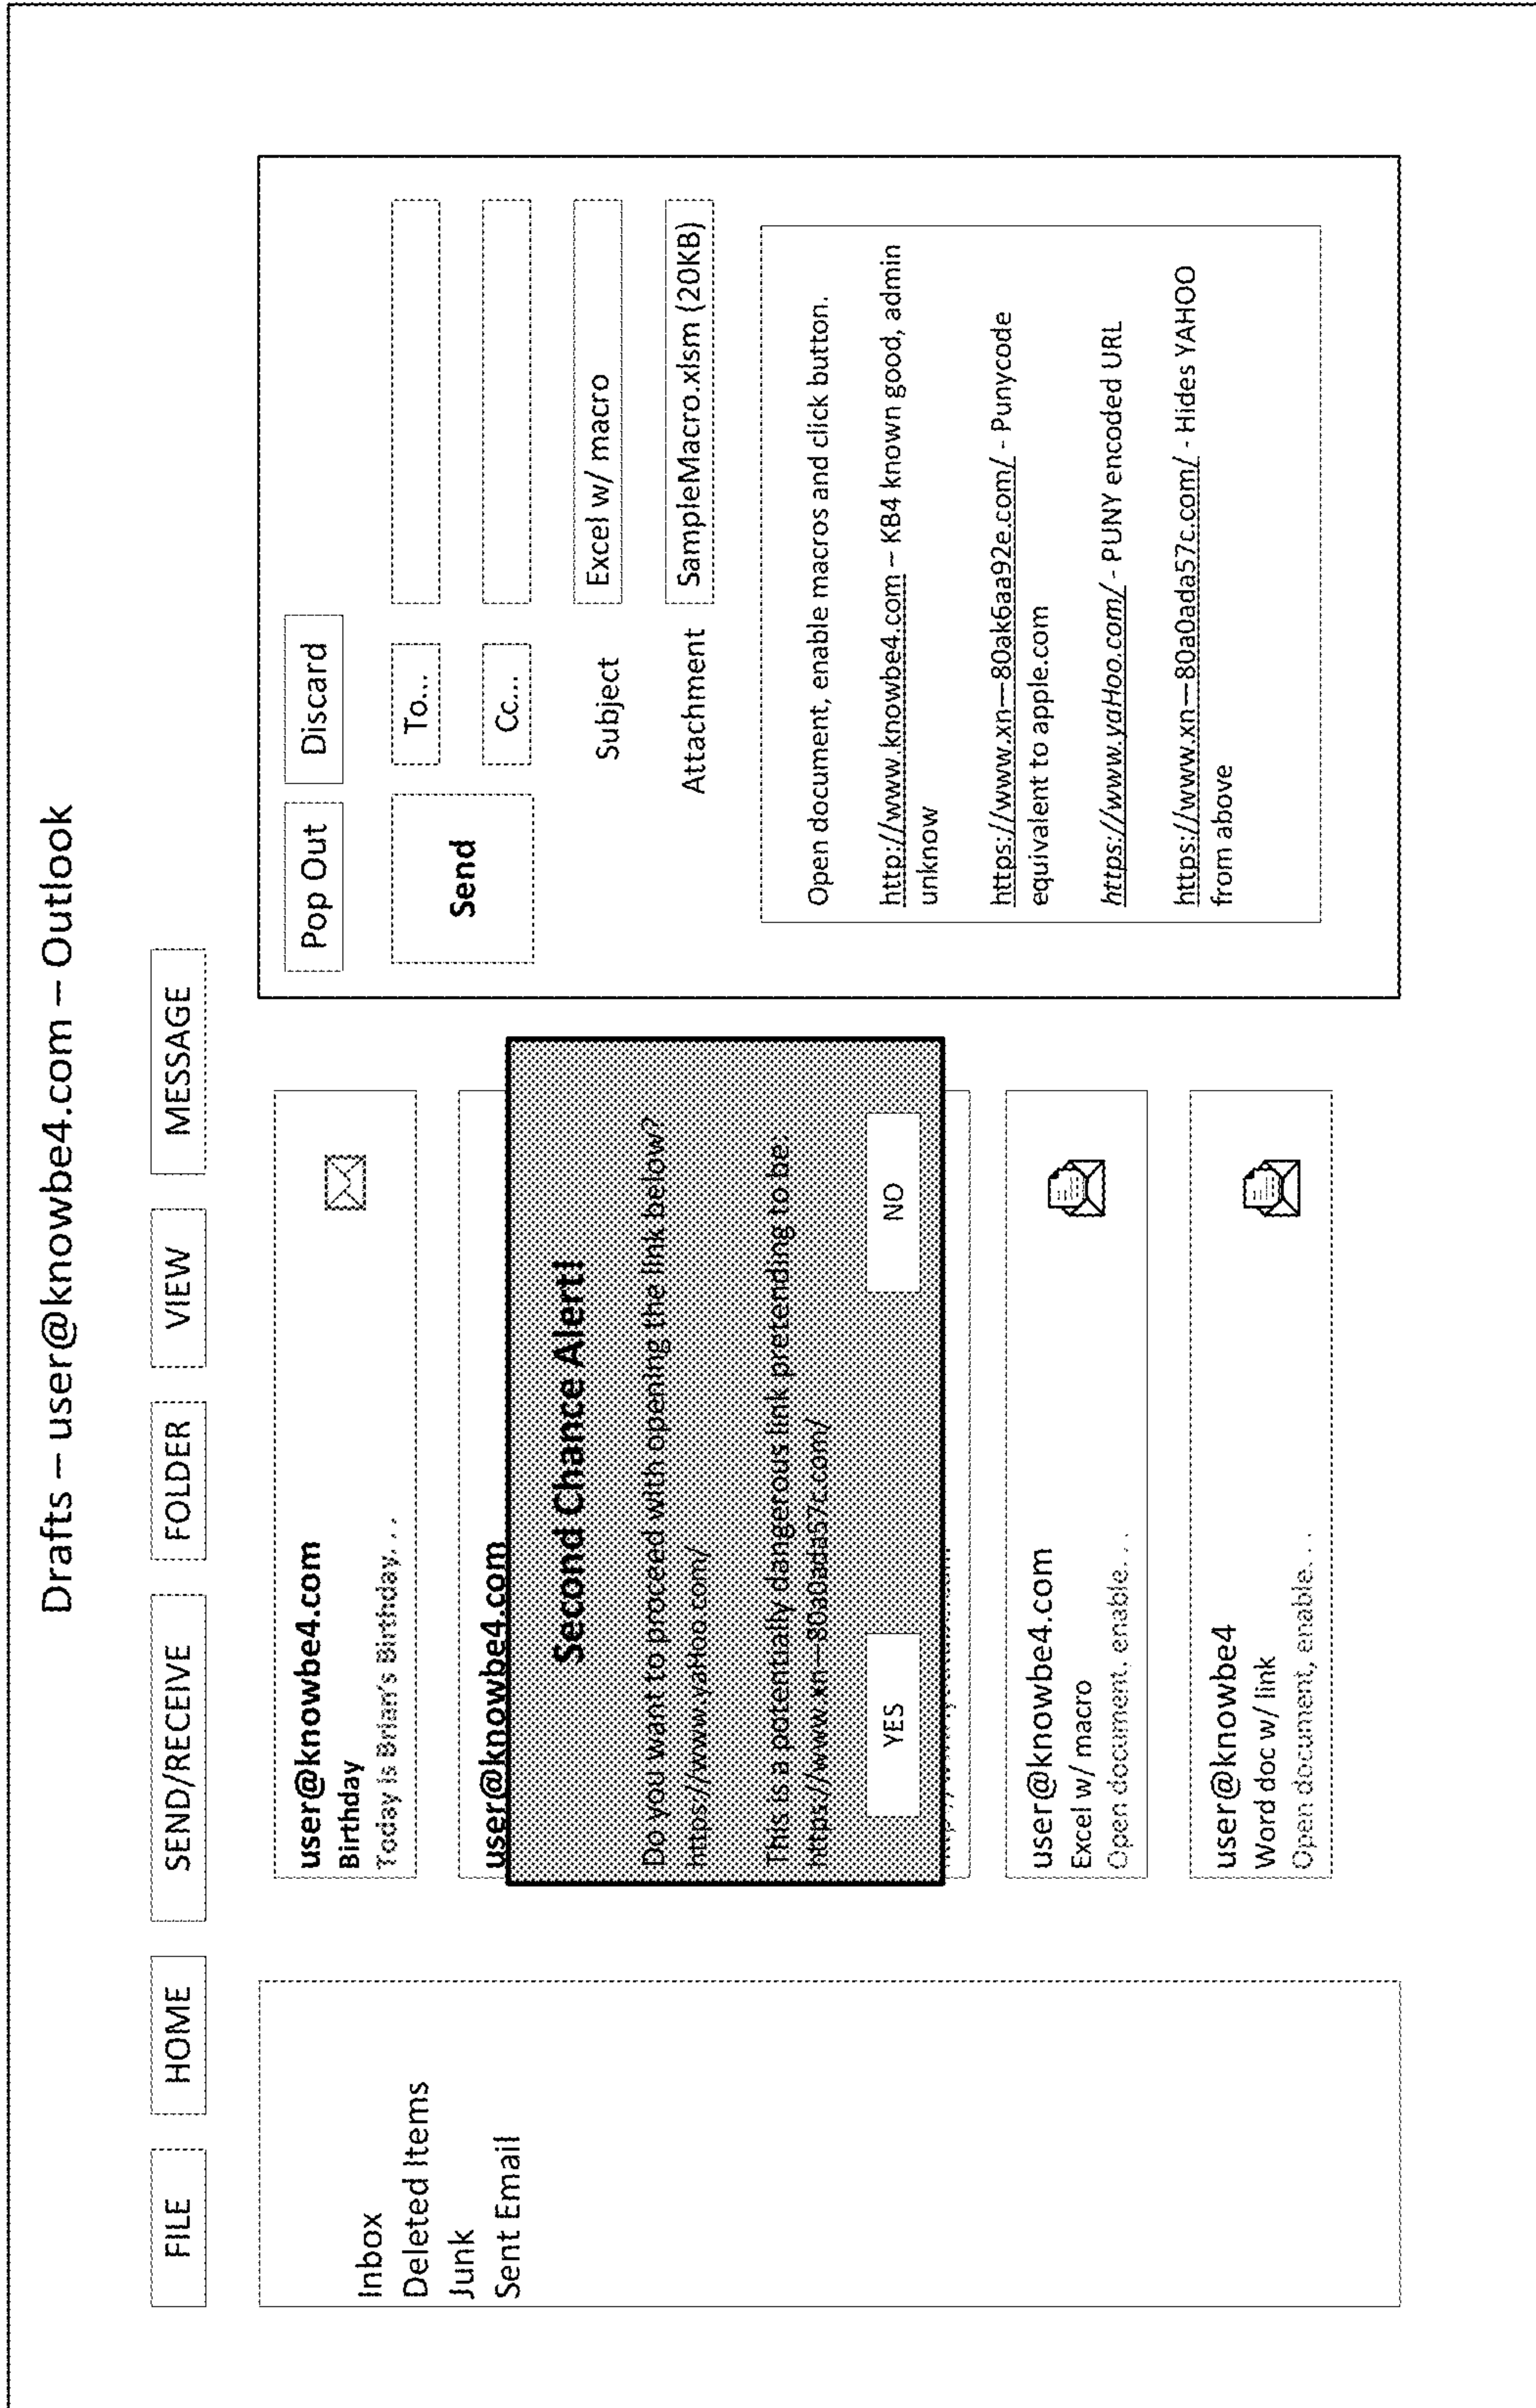 Drafts – user@knowbe4.com – Outlook
FILE
HOME
SEND/RECEIVE
FOLDER
VIEW
MESSAGE
Inbox
Deleted Items
Junk
Sent Email
user@knowbe4.com
Birthday
Today is Brian's Birthday. . .
user@knowbe4.com
Second Chance Alert!
Do you want to proceed with opening the link below?
https://www.yaHoo.com/
This is a potentially dangerous link pretending to be:
https://www.xn—80a0ada57c.com/
YES
NO
user@knowbe4.com
Excel w/ macro
Open document, enable. . .
user@knowbe4
Word doc w/ link
Open document, enable. . .
Pop Out
Discard
Send
To...
Cc...
Subject
Excel w/ macro
Attachment
SampleMacro.xlsm (20KB)
Open document, enable macros and click button.
http://www.knowbe4.com – KB4 known good, admin
unknow
https://www.xn—80ak6aa92e.com/ - Punycode
equivalent to apple.com
https://www.yaHoo.com/ - PUNY encoded URL
https://www.xn—80a0ada57c.com/ - Hides YAHOO
from above